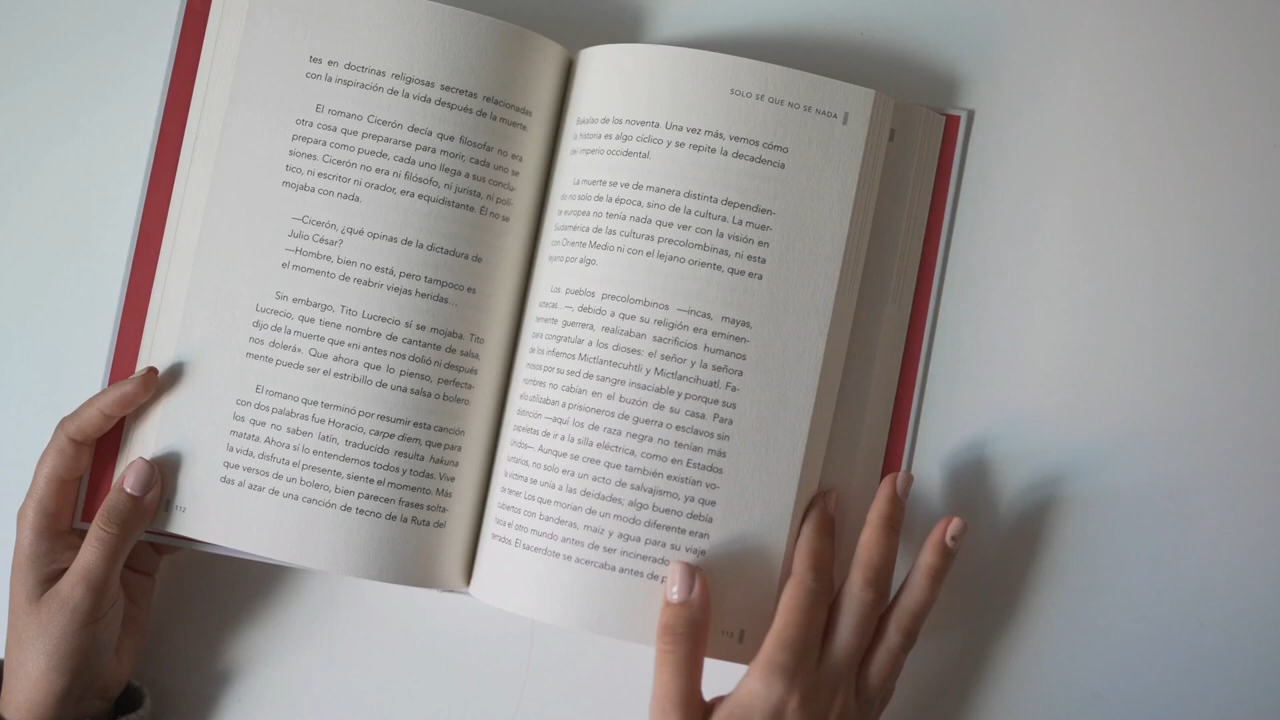 tes en doctrinas religiosas secretas relacionadas
con la inspiración de la vida después de la muerte.
El romano Cicerón decía que filosofar no era
otra cosa que prepararse para morir, cada uno se
prepara como puede, cada uno llega a sus conclu-
siones. Cicerón no era ni filósofo, ni jurista, ni polí-
tico, ni escritor ni orador, era equidistante. Él no se
mojaba con nada.
—Cicerón, ¿qué opinas de la dictadura de
Julio César?
—Hombre, bien no está, pero tampoco es
el momento de reabrir viejas heridas...
Sin embargo, Tito Lucrecio sí se mojaba. Tito
Lucrecio, que tiene nombre de cantante de salsa,
dijo de la muerte que «ni antes nos dolió ni después
nos dolerá». Que ahora que lo pienso, perfecta-
mente puede ser el estribillo de una salsa o bolero.
El romano que terminó por resumir esta canción
con dos palabras fue Horacio, carpe diem, que para
los que no saben latín, traducido resulta hakuna
matata. Ahora sí lo entendemos todos y todas. Vive
la vida, disfruta el presente, siente el momento. Más
que versos de un bolero, bien parecen frases solta-
das al azar de una canción de tecno de la Ruta del
112
SOLO SÉ QUE NO SÉ NADA
Bakalao de los noventa. Una vez más, vemos cómo
la historia es algo cíclico y se repite la decadencia
del imperio occidental.
La muerte se ve de manera distinta dependien-
do no solo de la época, sino de la cultura. La muer-
te europea no tenía nada que ver con la visión en
Sudamérica de las culturas precolombinas, ni esta
con Oriente Medio ni con el lejano oriente, que era
lejano por algo.
Los pueblos precolombinos —incas, mayas,
aztecas...—, debido a que su religión era eminen-
temente guerrera, realizaban sacrificios humanos
para congratular a los dioses: el señor y la señora
de los infiernos Mictlantecuhtli y Mictlancihuatl. Fa-
mosos por su sed de sangre insaciable y porque sus
nombres no cabían en el buzón de su casa. Para
ello utilizaban a prisioneros de guerra o esclavos sin
distinción —aquí los de raza negra no tenían más
papeletas de ir a la silla eléctrica, como en Estados
Unidos—. Aunque se cree que también existían vo-
luntarios, no solo era un acto de salvajismo, ya que
la víctima se unía a las deidades; algo bueno debía
de tener. Los que morían de un modo diferente eran
cubiertos con banderas, maíz y agua para su viaje
hacia el otro mundo antes de ser incinerado
terrados. El sacerdote se acercaba antes de p
113